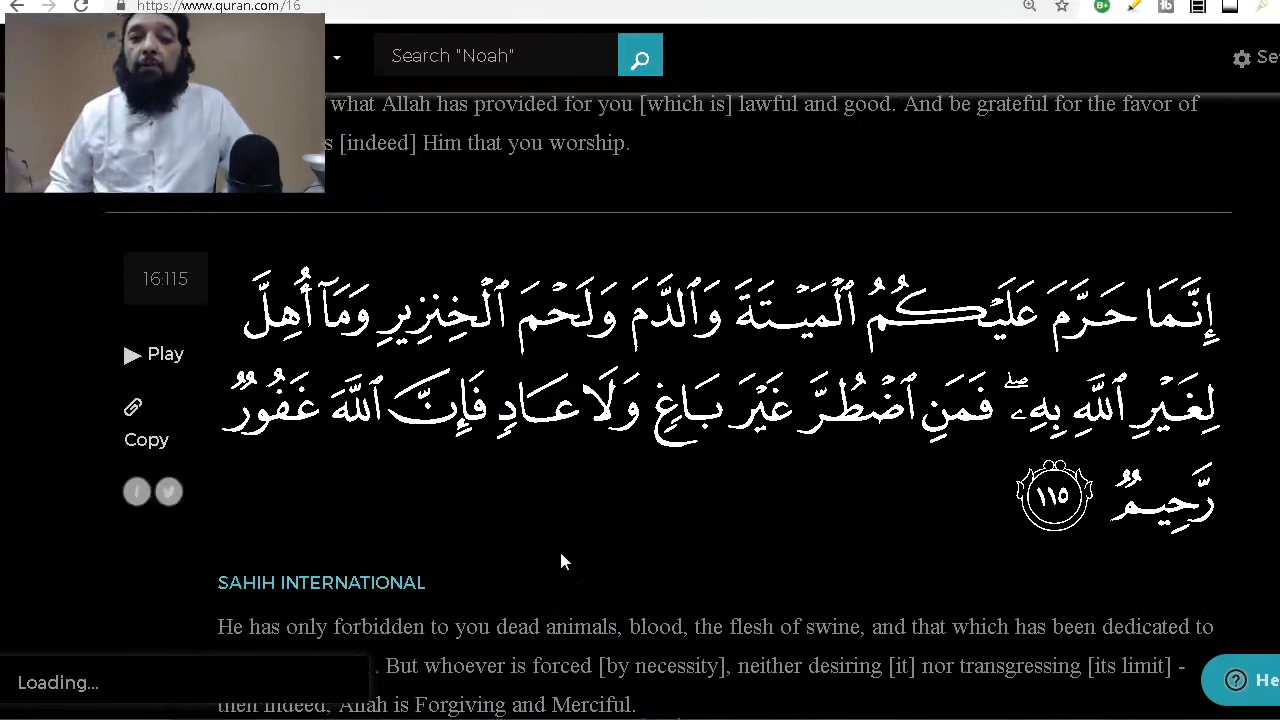 https://www.quran.com/16
Search "Noah"
what Allah has provided for you [which is] lawful and good. And be grateful for the favor of
[indeed] Him that you worship.
16:115
إِنَّمَا حَرَّمَ عَلَيْكُمُ ٱلْمَيْتَةَ وَٱلدَّمَ وَلَحْمَ ٱلْخِنزِيرِ وَمَآ أُهِلَّ
لِغَيْرِ ٱللَّهِ بِهِۦ ۖ فَمَنِ ٱضْطُرَّ غَيْرَ بَاغٍ وَلَا عَادٍ فَإِنَّ ٱللَّهَ غَفُورٌ
رَّحِيمٌ ١١٥
Play
Copy
SAHIH INTERNATIONAL
He has only forbidden to you dead animals, blood, the flesh of swine, and that which has been dedicated to
. But whoever is forced [by necessity], neither desiring [it] nor transgressing [its limit] -
then indeed, Allah is Forgiving and Merciful.
Loading...